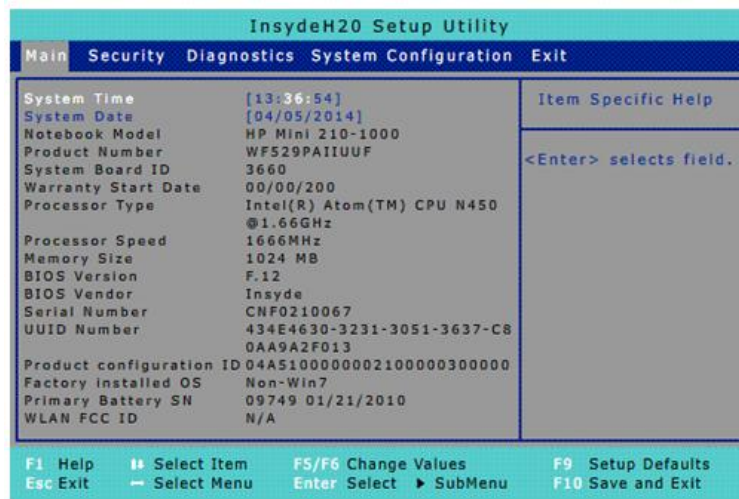 InsydeH20 Setup Utility
Main Security Diagnostics System Configuration Exit
System Time [13:36:54]
System Date [04/05/2014]
Notebook Model HP Mini 210-1000
Product Number WF529PAIIUUF
System Board ID 3660
Warranty Start Date 00/00/200
Processor Type Intel(R) Atom(TM) CPU N450
@1.66GHz
Processor Speed 1666MHz
Memory Size 1024 MB
BIOS Version F.12
BIOS Vendor Insyde
Serial Number CNF0210067
UUID Number 434E4630-3231-3051-3637-C8
0AA9A2F013
Product configuration ID 04A5100000002100000300000
Factory installed OS Non-Win7
Primary Battery SN 09749 01/21/2010
WLAN FCC ID N/A
Item Specific Help
<Enter> selects field.
F1 Help Select Item F5/F6 Change Values F9 Setup Defaults
Esc Exit Select Menu Enter Select SubMenu F10 Save and Exit